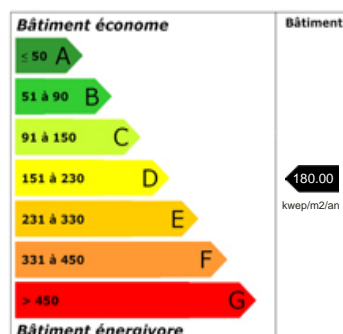 Bâtiment économe
Bâtiment
≤ 50 A
51 à 90 B
91 à 150 C
151 à 230 D
180.00
kwep/m2/an
231 à 330 E
331 à 450 F
> 450 G
Bâtiment énergivore